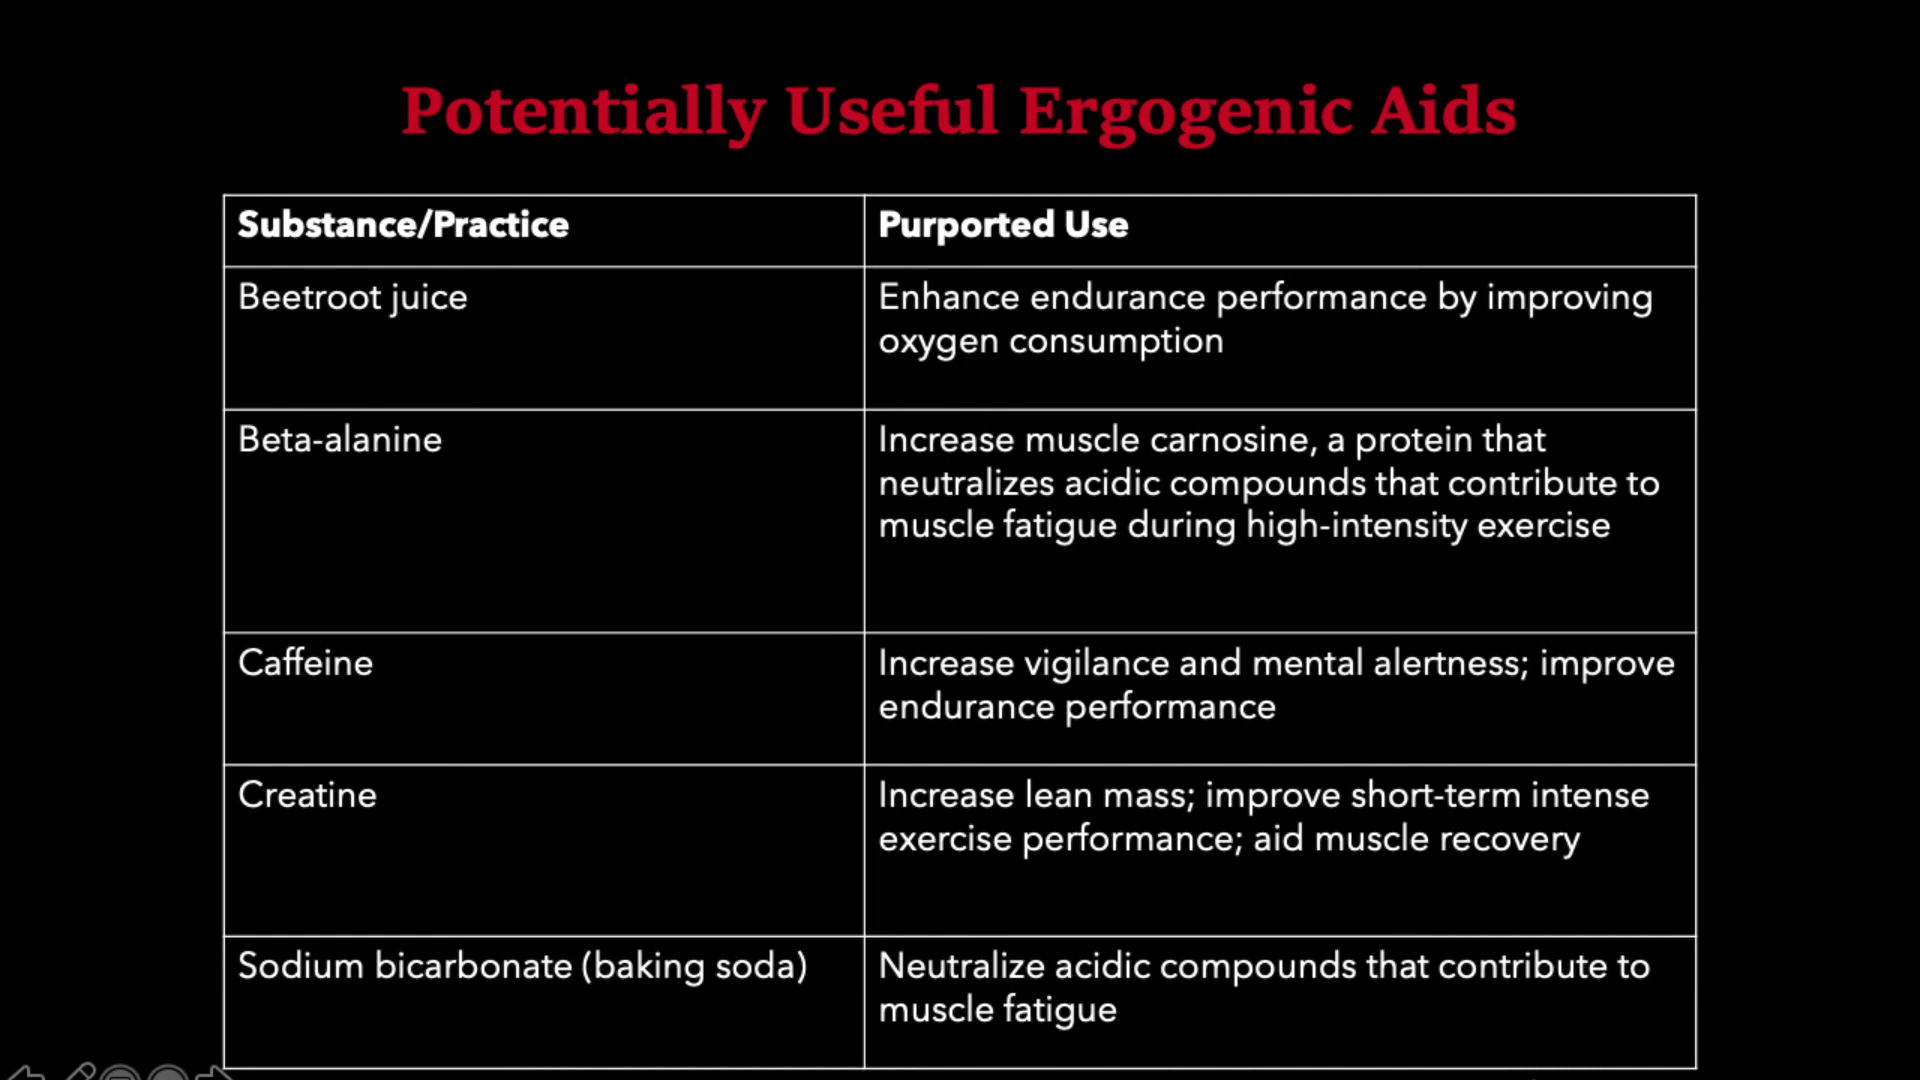 Potentially Useful Ergogenic Aids
Substance/Practice
Purported Use
Beetroot juice
Enhance endurance performance by improving
oxygen consumption
Beta-alanine
Increase muscle carnosine, a protein that
neutralizes acidic compounds that contribute to
muscle fatigue during high-intensity exercise
Caffeine
Increase vigilance and mental alertness; improve
endurance performance
Creatine
Increase lean mass; improve short-term intense
exercise performance; aid muscle recovery
Sodium bicarbonate (baking soda)
Neutralize acidic compounds that contribute to
muscle fatigue